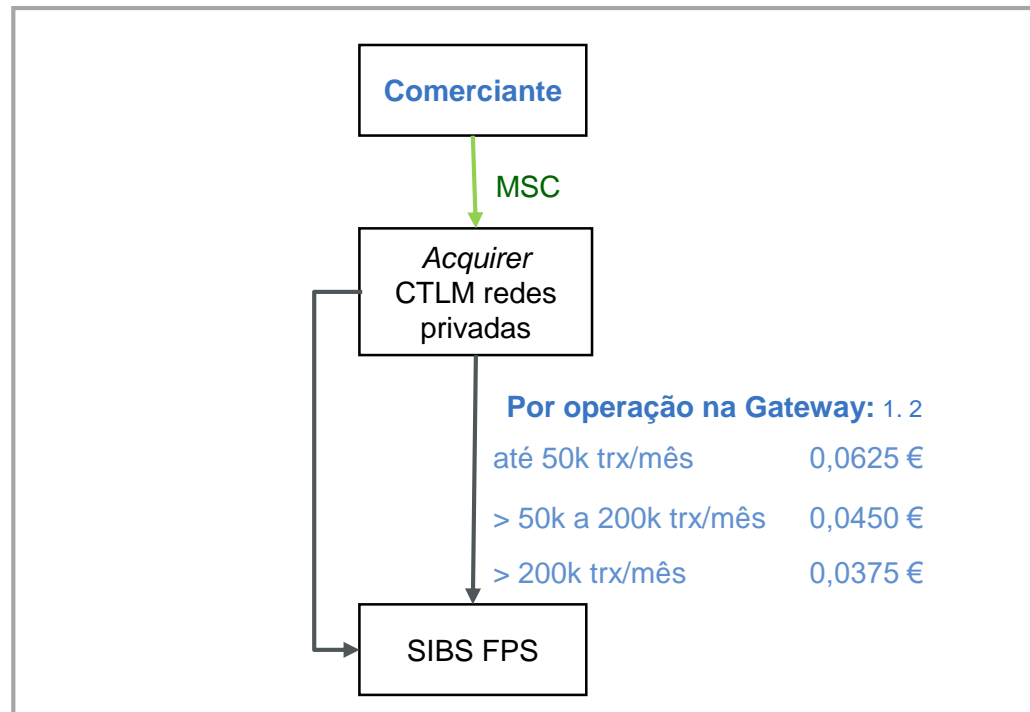 Comerciante
MSC
Acquirer
CTLM redes
privadas
Por operação na Gateway: 1. 2
até 50k trx/mês 0,0625 €
> 50k a 200k trx/mês 0,0450 €
> 200k trx/mês 0,0375 €
SIBS FPS